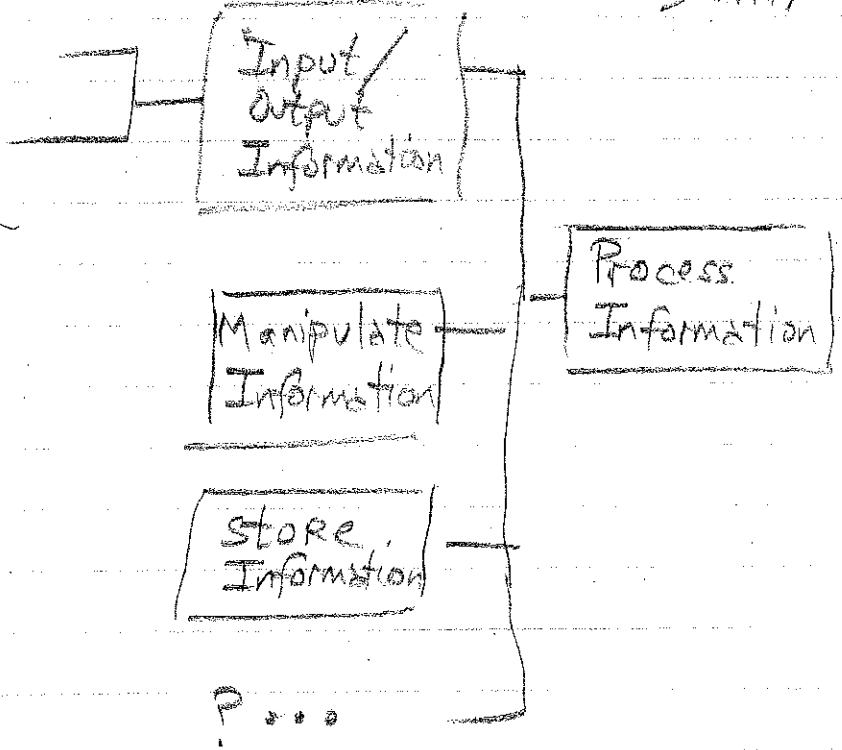 Input/
Output
Information
Process
Information
Manipulate
Information
Store
Information
? ...